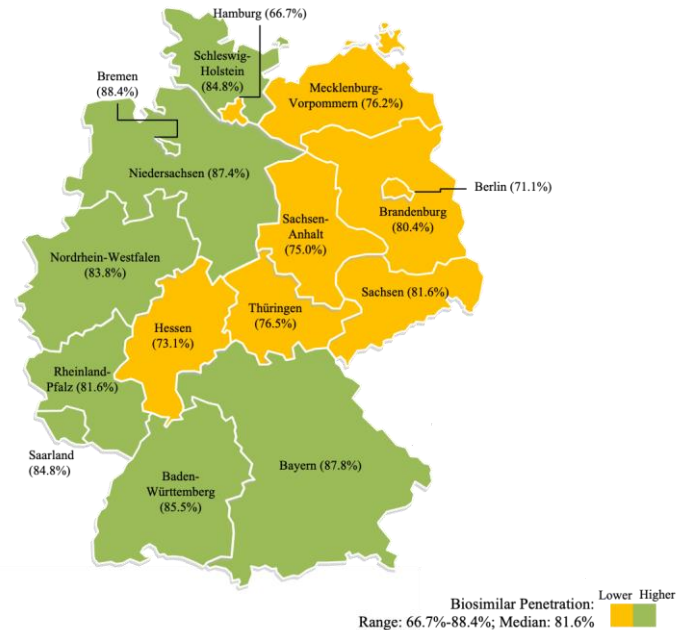 Hamburg (66.7%)
Schleswig-
Holstein
(84.8%)
Bremen
(88.4%)
Mecklenburg-
Vorpommern (76.2%)
Niedersachsen (87.4%)
Berlin (71.1%)
Brandenburg
(80.4%)
Sachsen-
Anhalt
(75.0%)
Nordrhein-Westfalen
(83.8%)
Sachsen (81.6%)
Thüringen
(76.5%)
Hessen
(73.1%)
Rheinland-
Pfalz (81.6%)
Saarland
(84.8%)
Bayern (87.8%)
Baden-
Württemberg
(85.5%)
Lower Higher
Biosimilar Penetration:
Range: 66.7%-88.4%; Median: 81.6%